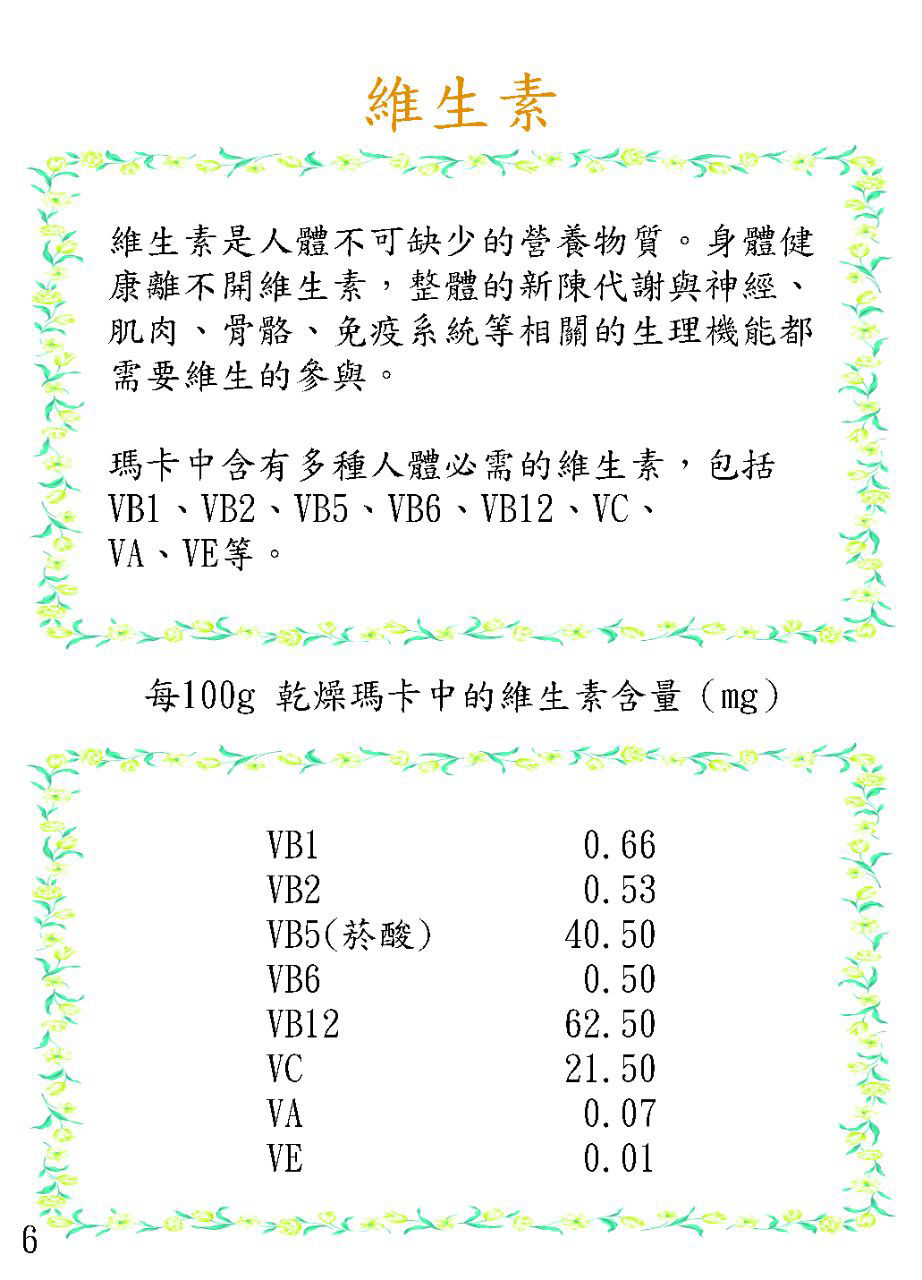 維生素
維生素是人體不可缺少的營養物質。身體健
康離不開維生素，整體的新陳代謝與神經、
肌肉、骨骼、免疫系統等相關的生理機能都
需要維生的參與。
瑪卡中含有多種人體必需的維生素，包括
VB1、VB2、VB5、VB6、VB12、VC、
VA、VE等。
每100g 乾燥瑪卡中的維生素含量（mg）
VB1 0.66
VB2 0.53
VB5(菸酸) 40.50
VB6 0.50
VB12 62.50
VC 21.50
VA 0.07
VE 0.01
6